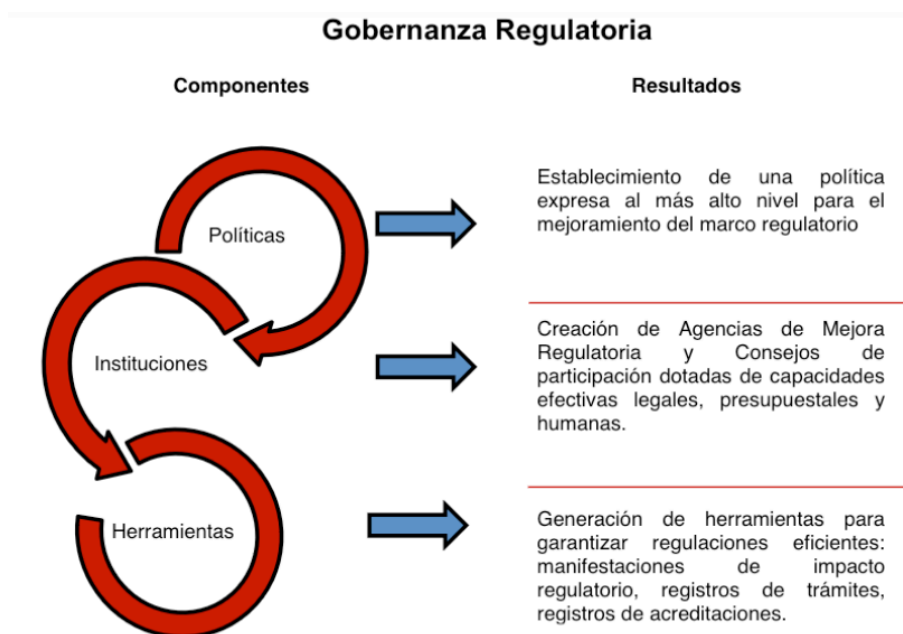 Gobernanza Regulatoria
Componentes
Resultados
Políticas
Establecimiento de una política
expresa al más alto nivel para el
mejoramiento del marco regulatorio
Instituciones
Creación de Agencias de Mejora
Regulatoria y Consejos de
participación dotadas de capacidades
efectivas legales, presupuestales y
humanas.
Herramientas
Generación de herramientas para
garantizar regulaciones eficientes:
manifestaciones de impacto
regulatorio, registros de trámites,
registros de acreditaciones.